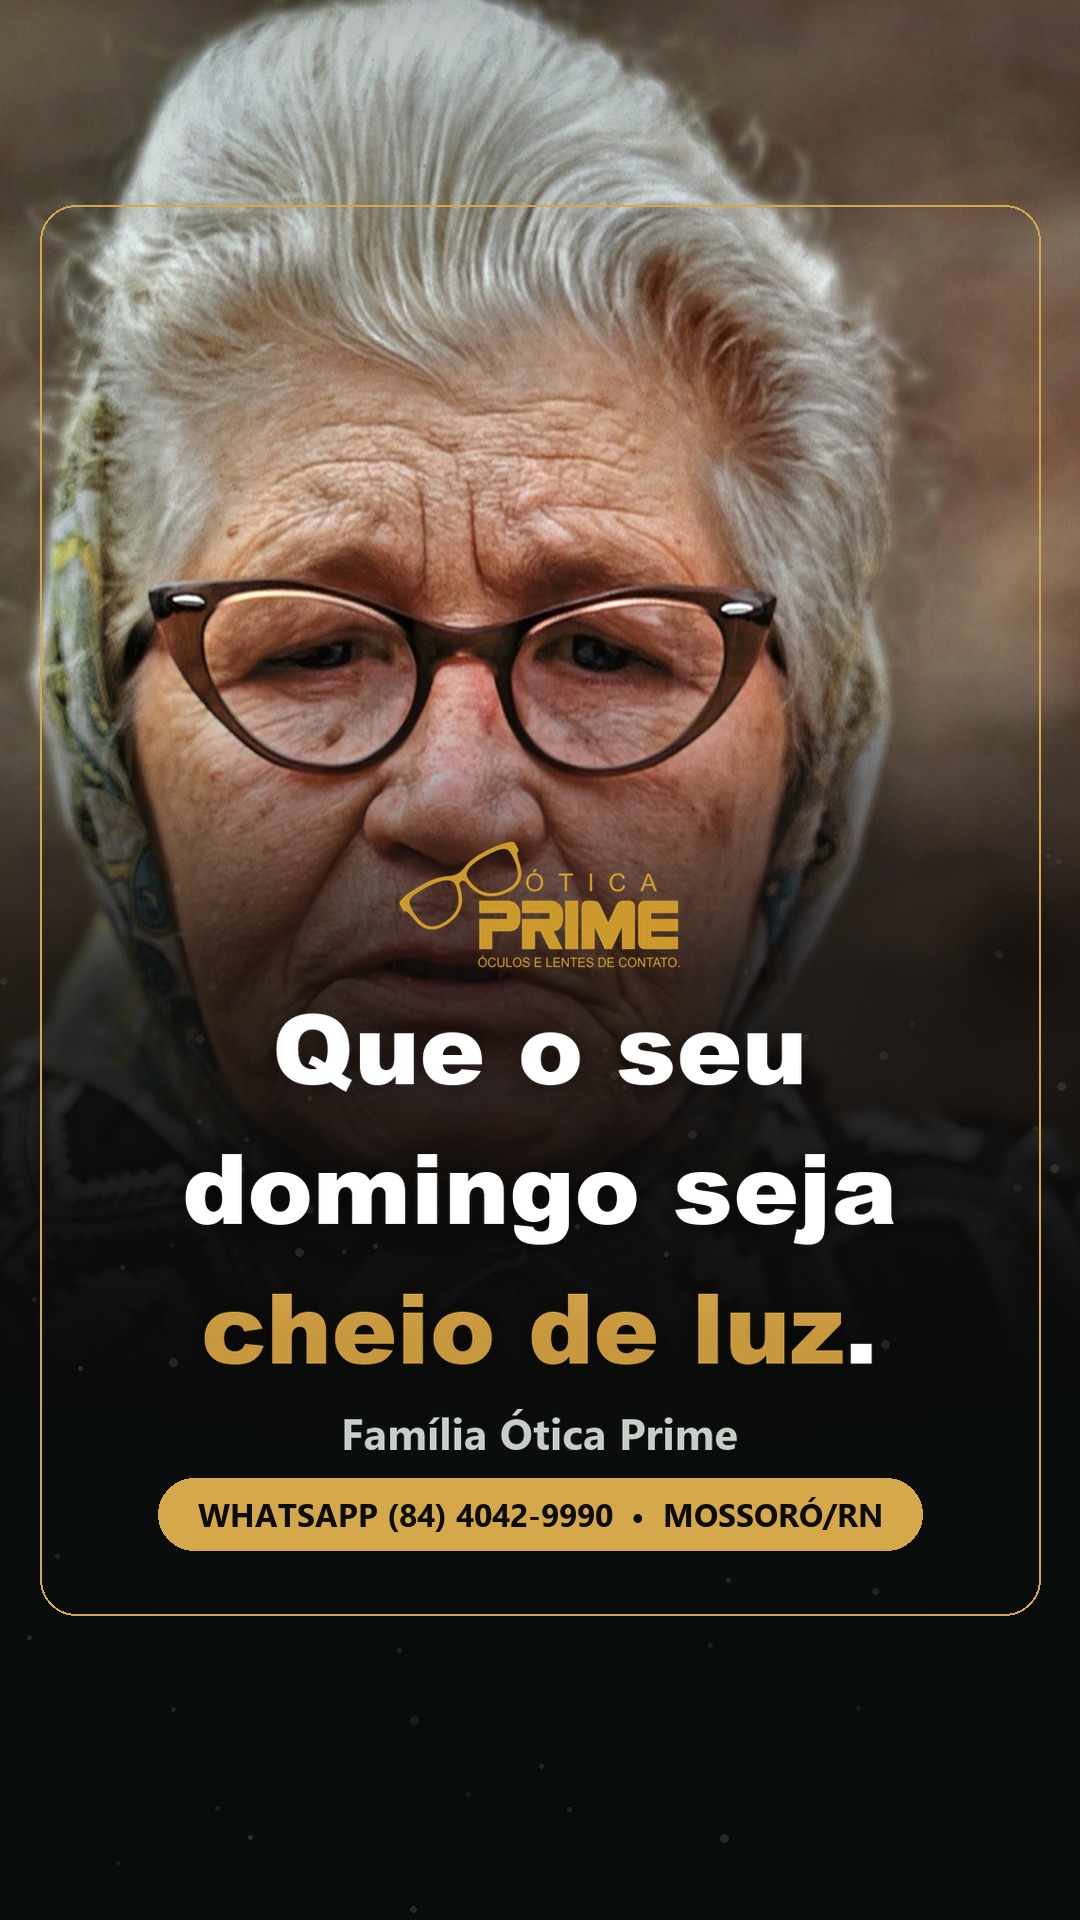 ÓTICA
PRIME
ÓCULOS E LENTES DE CONTATO.
Que o seu
domingo seja
cheio de luz.
Família Ótica Prime
WHATSAPP (84) 4042-9990 • MOSSORÓ/RN